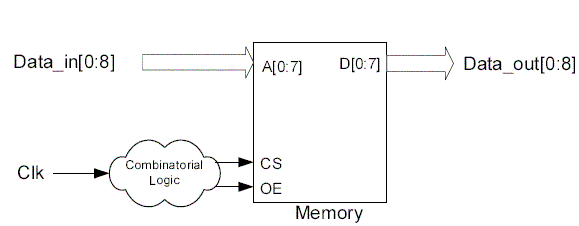 Data_in[0:8]
A[0:7]
D[0:7]
Data_out[0:8]
Clk
Combinatorial
Logic
CS
OE
Memory